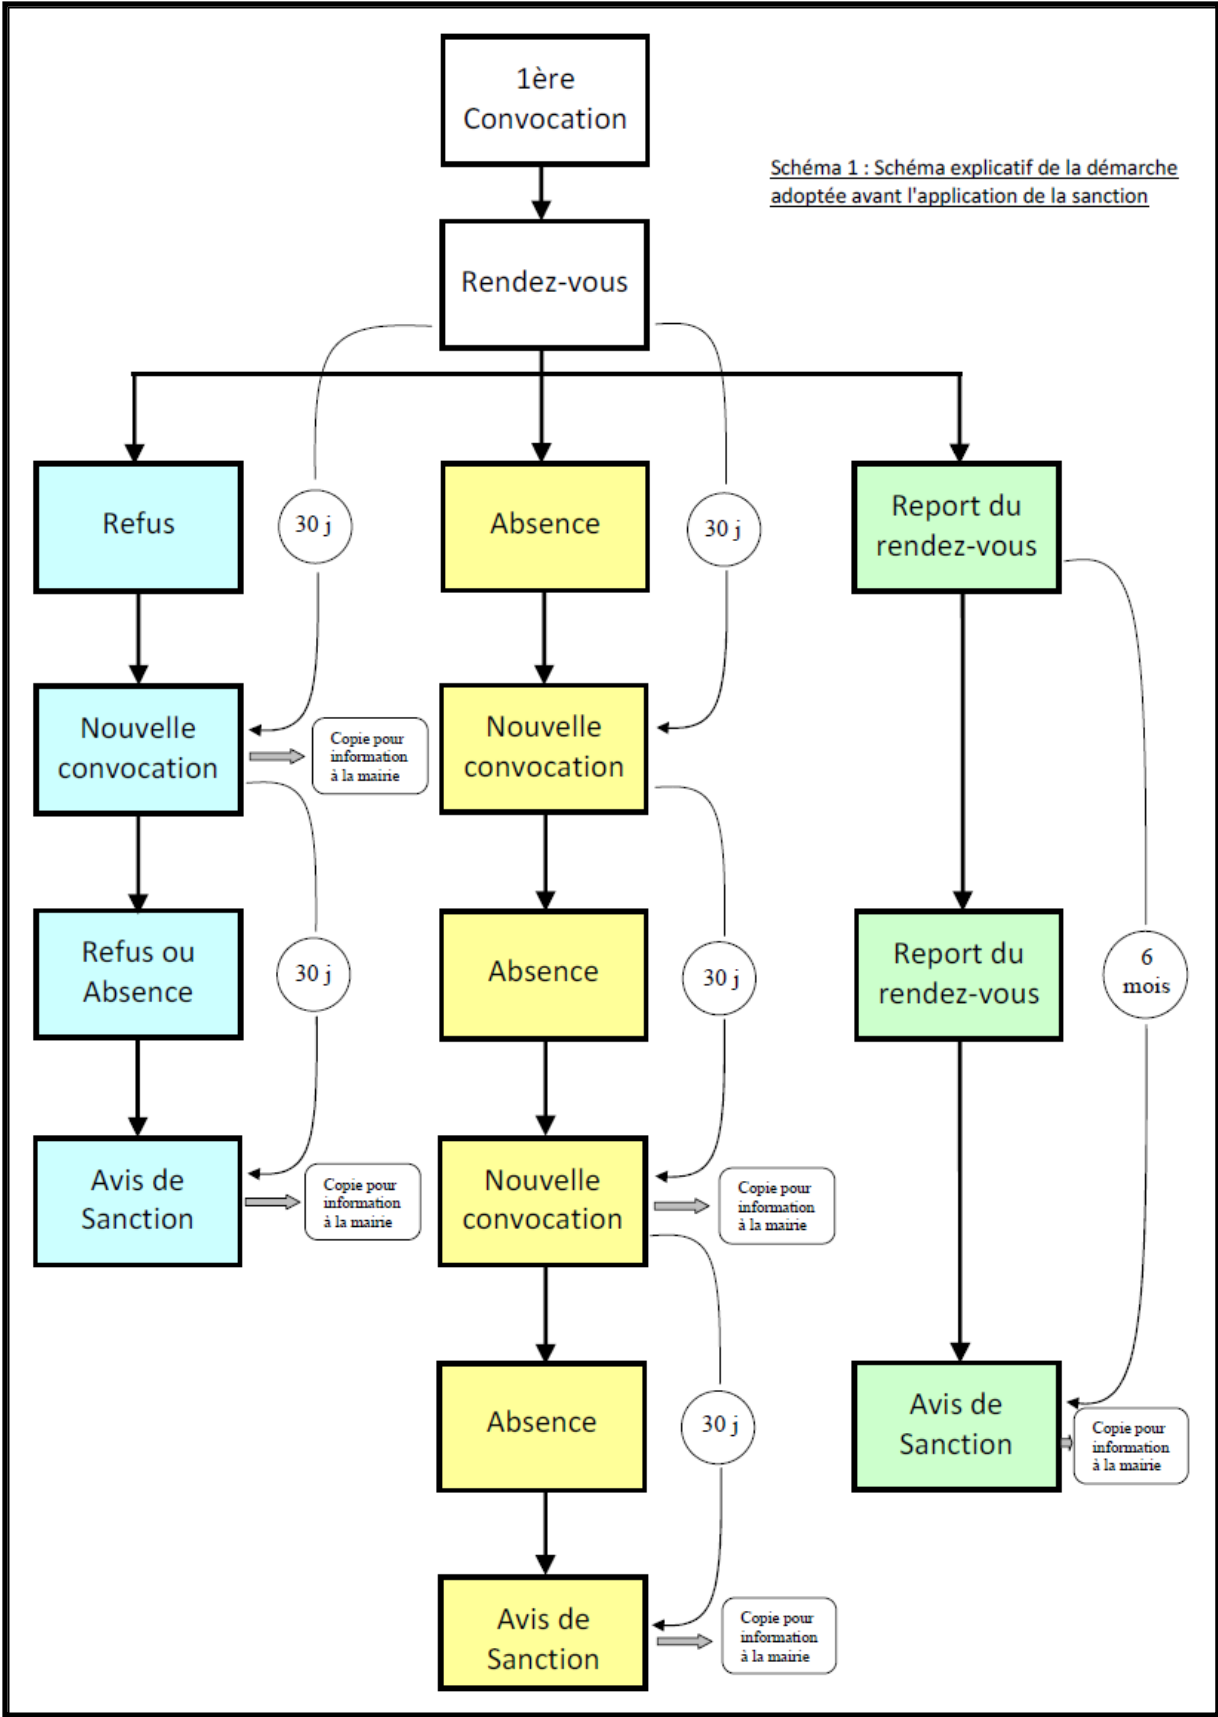 1ère
Convocation
Schéma 1 : Schéma explicatif de la démarche
adoptée avant l'application de la sanction
Rendez-vous
Refus
30 j
Absence
30 j
Report du
rendez-vous
Nouvelle
convocation
Copie pour
information
à la mairie
Nouvelle
convocation
Refus ou
Absence
30 j
Absence
30 j
Report du
rendez-vous
6
mois
Avis de
Sanction
Copie pour
information
à la mairie
Nouvelle
convocation
Copie pour
information
à la mairie
Absence
30 j
Avis de
Sanction
Copie pour
information
à la mairie
Avis de
Sanction
Copie pour
information
à la mairie